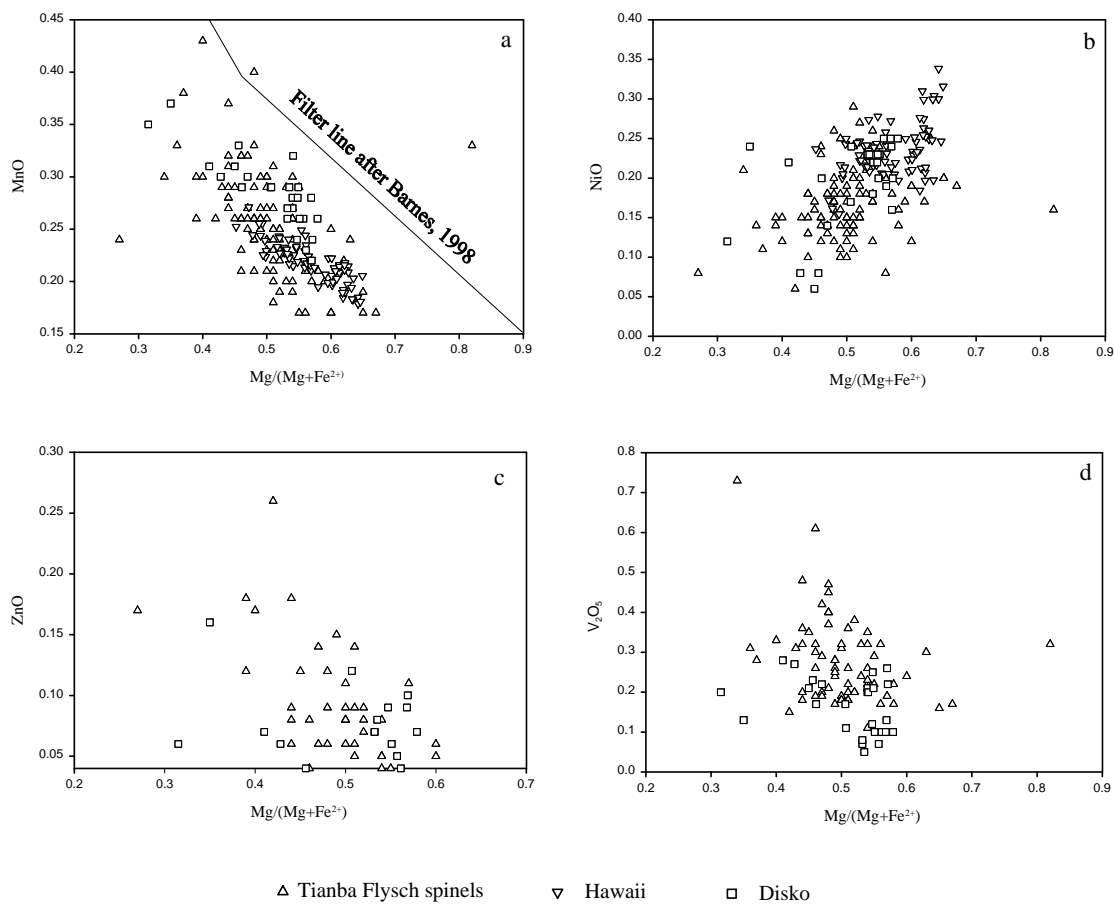 a
0.45
0.40
0.35
0.30
0.25
0.20
0.15
MnO
0.2 0.3 0.4 0.5 0.6 0.7 0.8 0.9
Mg/(Mg+Fe²⁺⁾
Filter line after Barnes, 1998
b
0.40
0.35
0.30
0.25
0.20
0.15
0.10
0.05
0.00
NiO
0.2 0.3 0.4 0.5 0.6 0.7 0.8 0.9
Mg/(Mg+Fe²⁺)
c
0.30
0.25
0.20
0.15
0.10
0.05
ZnO
0.2 0.3 0.4 0.5 0.6 0.7
Mg/(Mg+Fe²⁺)
d
0.8
0.7
0.6
0.5
0.4
0.3
0.2
0.1
0.0
V₂O₅
0.2 0.3 0.4 0.5 0.6 0.7 0.8 0.9
Mg/(Mg+Fe²⁺)
Tianba Flysch spinels Hawaii Disko